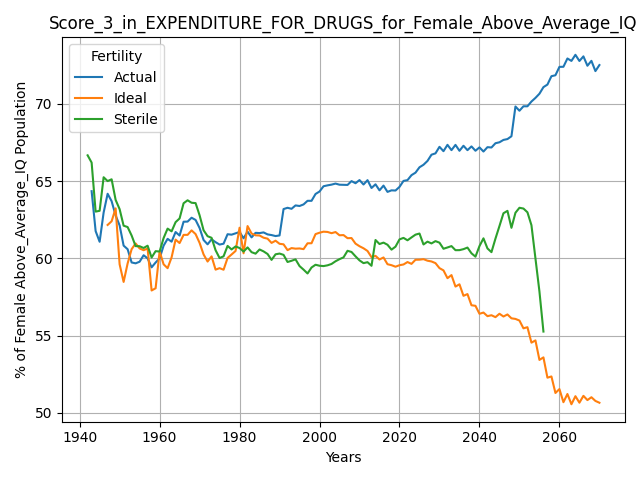 Score_3_in_EXPENDITURE_FOR_DRUGS_for_Female_Above_Average_IQ
Fertility
Actual
Ideal
Sterile
% of Female Above_Average_IQ Population
70
65
60
55
50
1940
1960
1980
2000
2020
2040
2060
Years